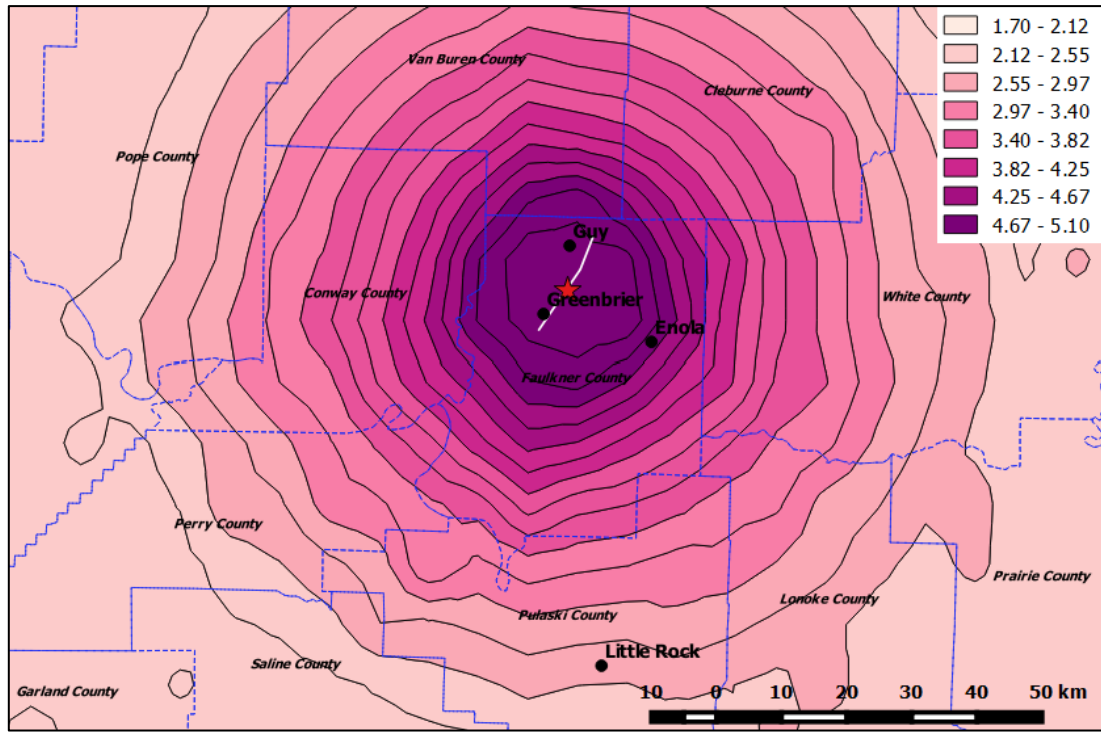 1.70 - 2.12
2.12 - 2.55
2.55 - 2.97
2.97 - 3.40
3.40 - 3.82
3.82 - 4.25
4.25 - 4.67
4.67 - 5.10
Van Buren County
Cleburne County
Pope County
Guy
Conway County
White County
Greenbrier
Enola
Faulkner County
Perry County
Prairie County
Lonoke County
Pulaski County
Little Rock
Saline County
Garland County
10 0 10 20 30 40 50 km